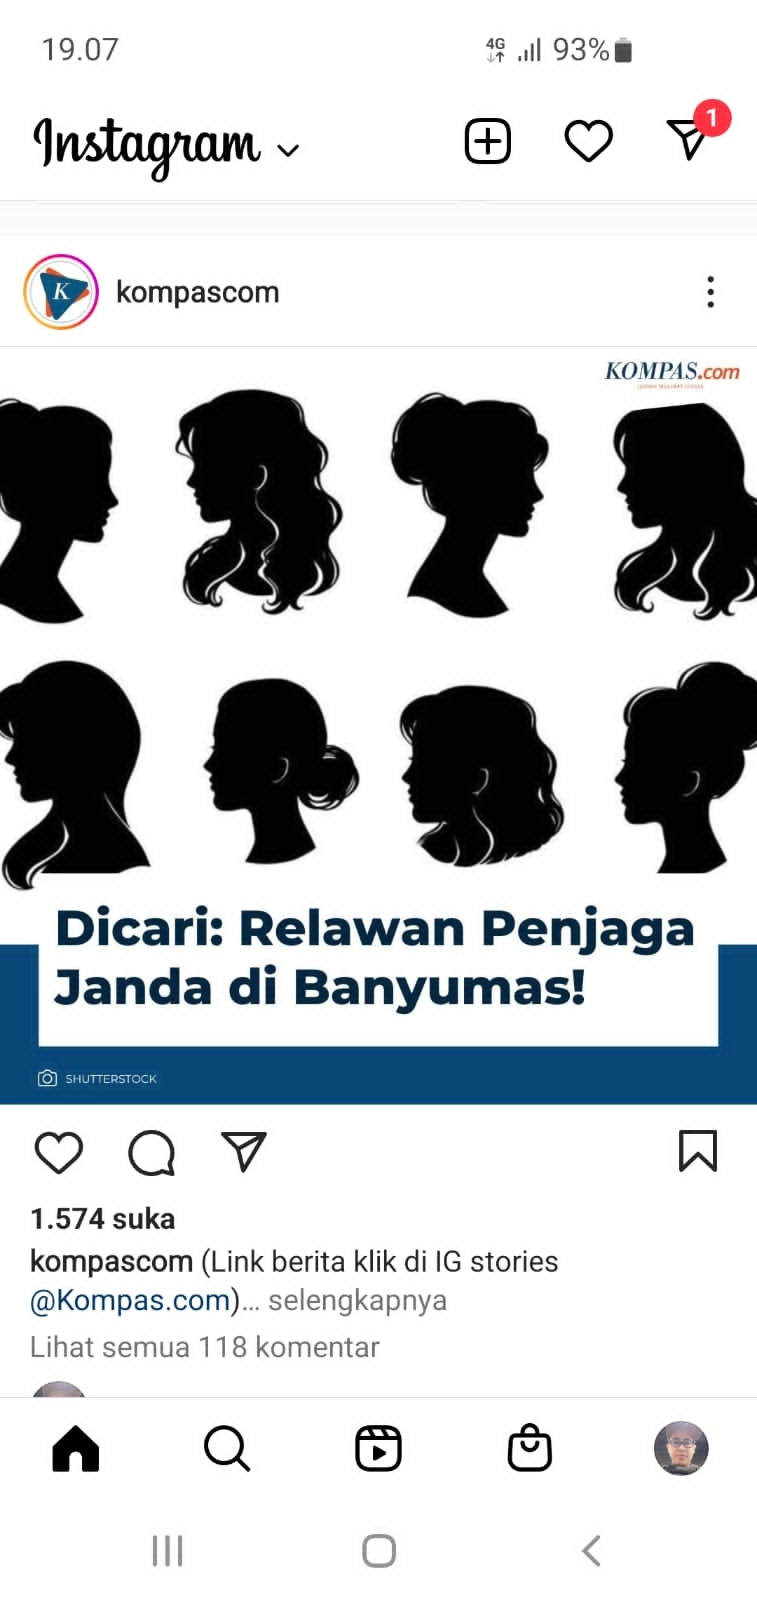 19.07
4G
93%
Instagram
1
kompascom
K
KOMPAS.com
Dicari: Relawan Penjaga
Janda di Banyumas!
SHUTTERSTOCK
1.574 suka
kompascom (Link berita klik di IG stories
@Kompas.com)... selengkapnya
Lihat semua 118 komentar